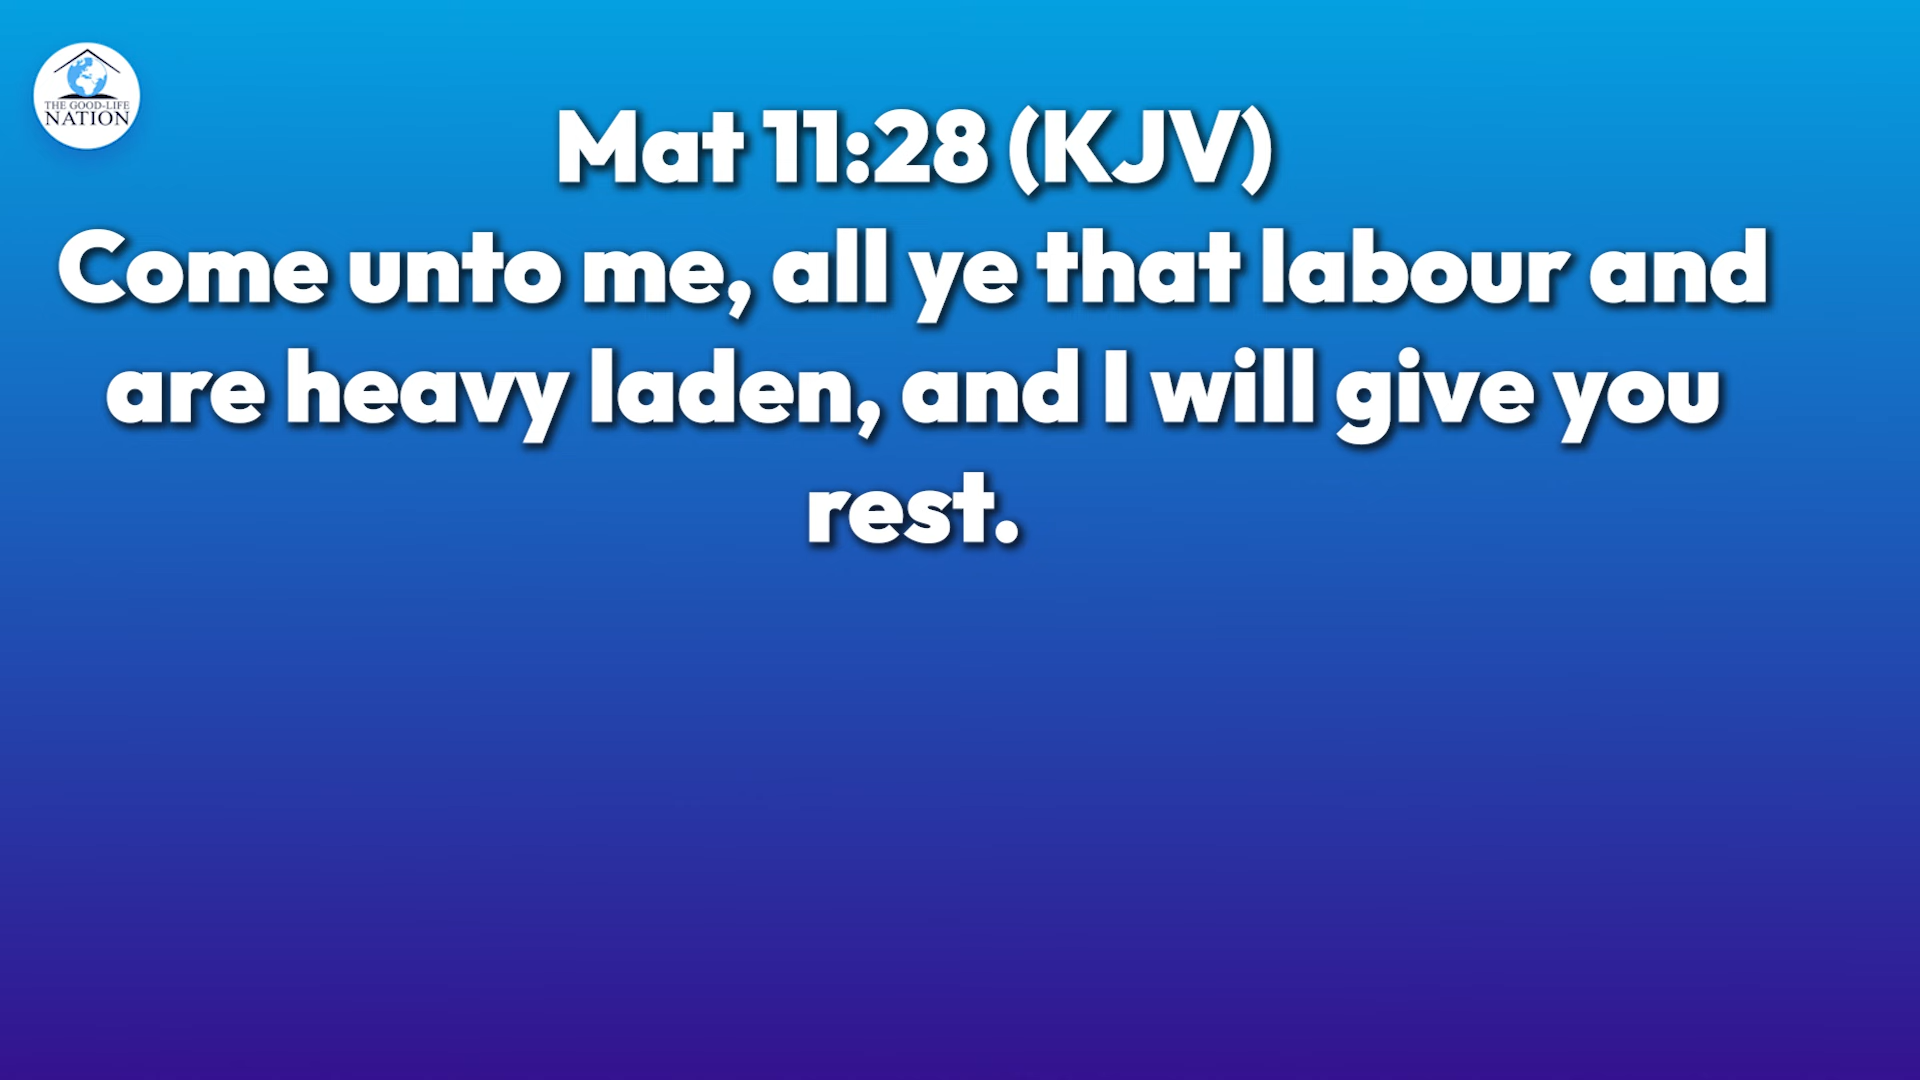 THE GOOD-LIFE
NATION
Mat 11:28 (KJV)
Come unto me, all ye that labour and
are heavy laden, and I will give you
rest.